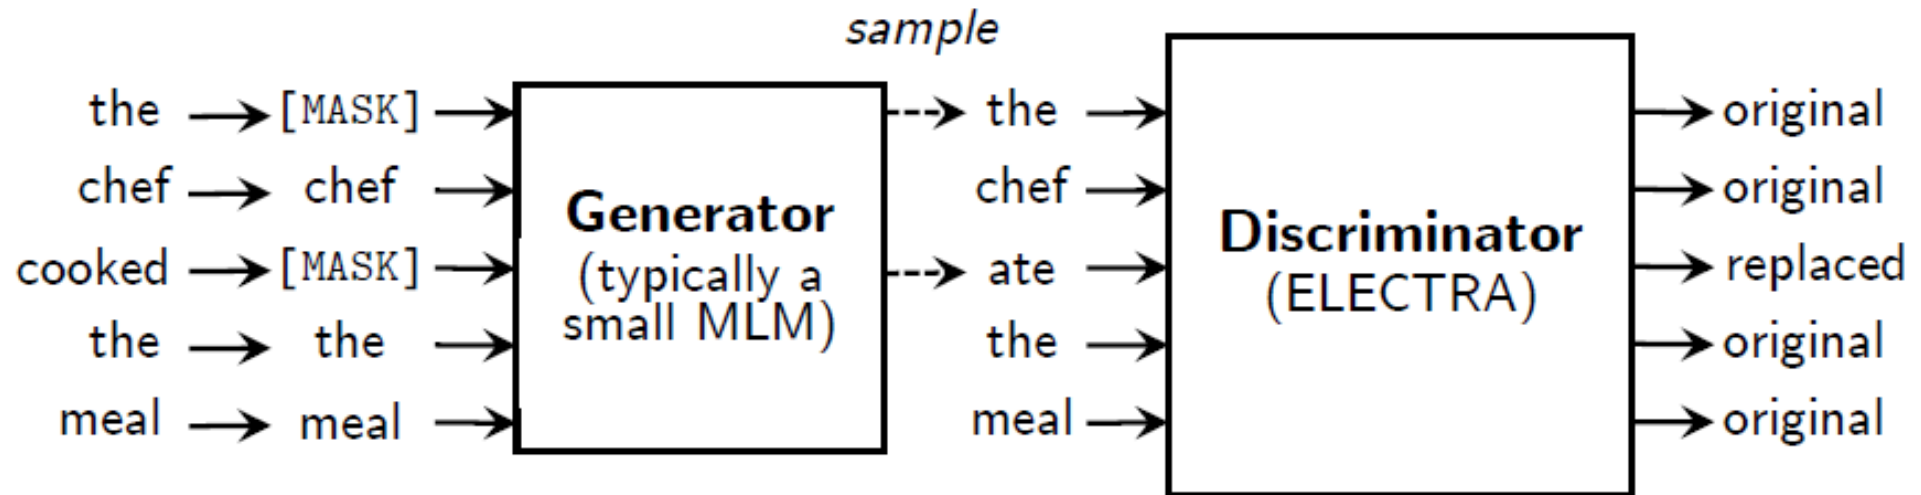 sample
the [MASK] the original
chef chef chef original
Generator
Discriminator
cooked [MASK] (typically a ate (ELECTRA) replaced
small MLM)
the the the original
meal meal meal original